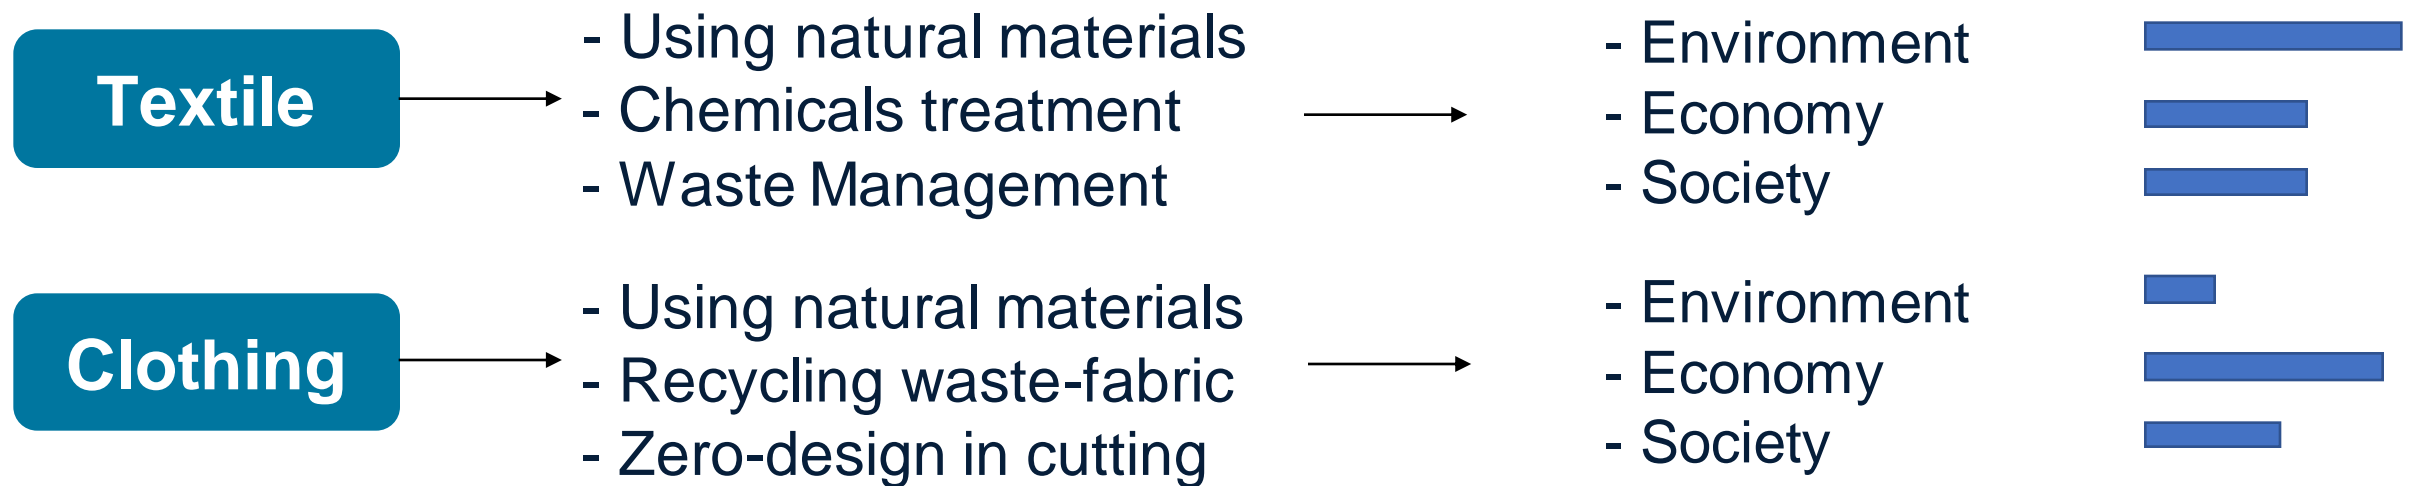 Textile
- Using natural materials
- Chemicals treatment
- Waste Management
- Environment
- Economy
- Society
Clothing
- Using natural materials
- Recycling waste-fabric
- Zero-design in cutting
- Environment
- Economy
- Society